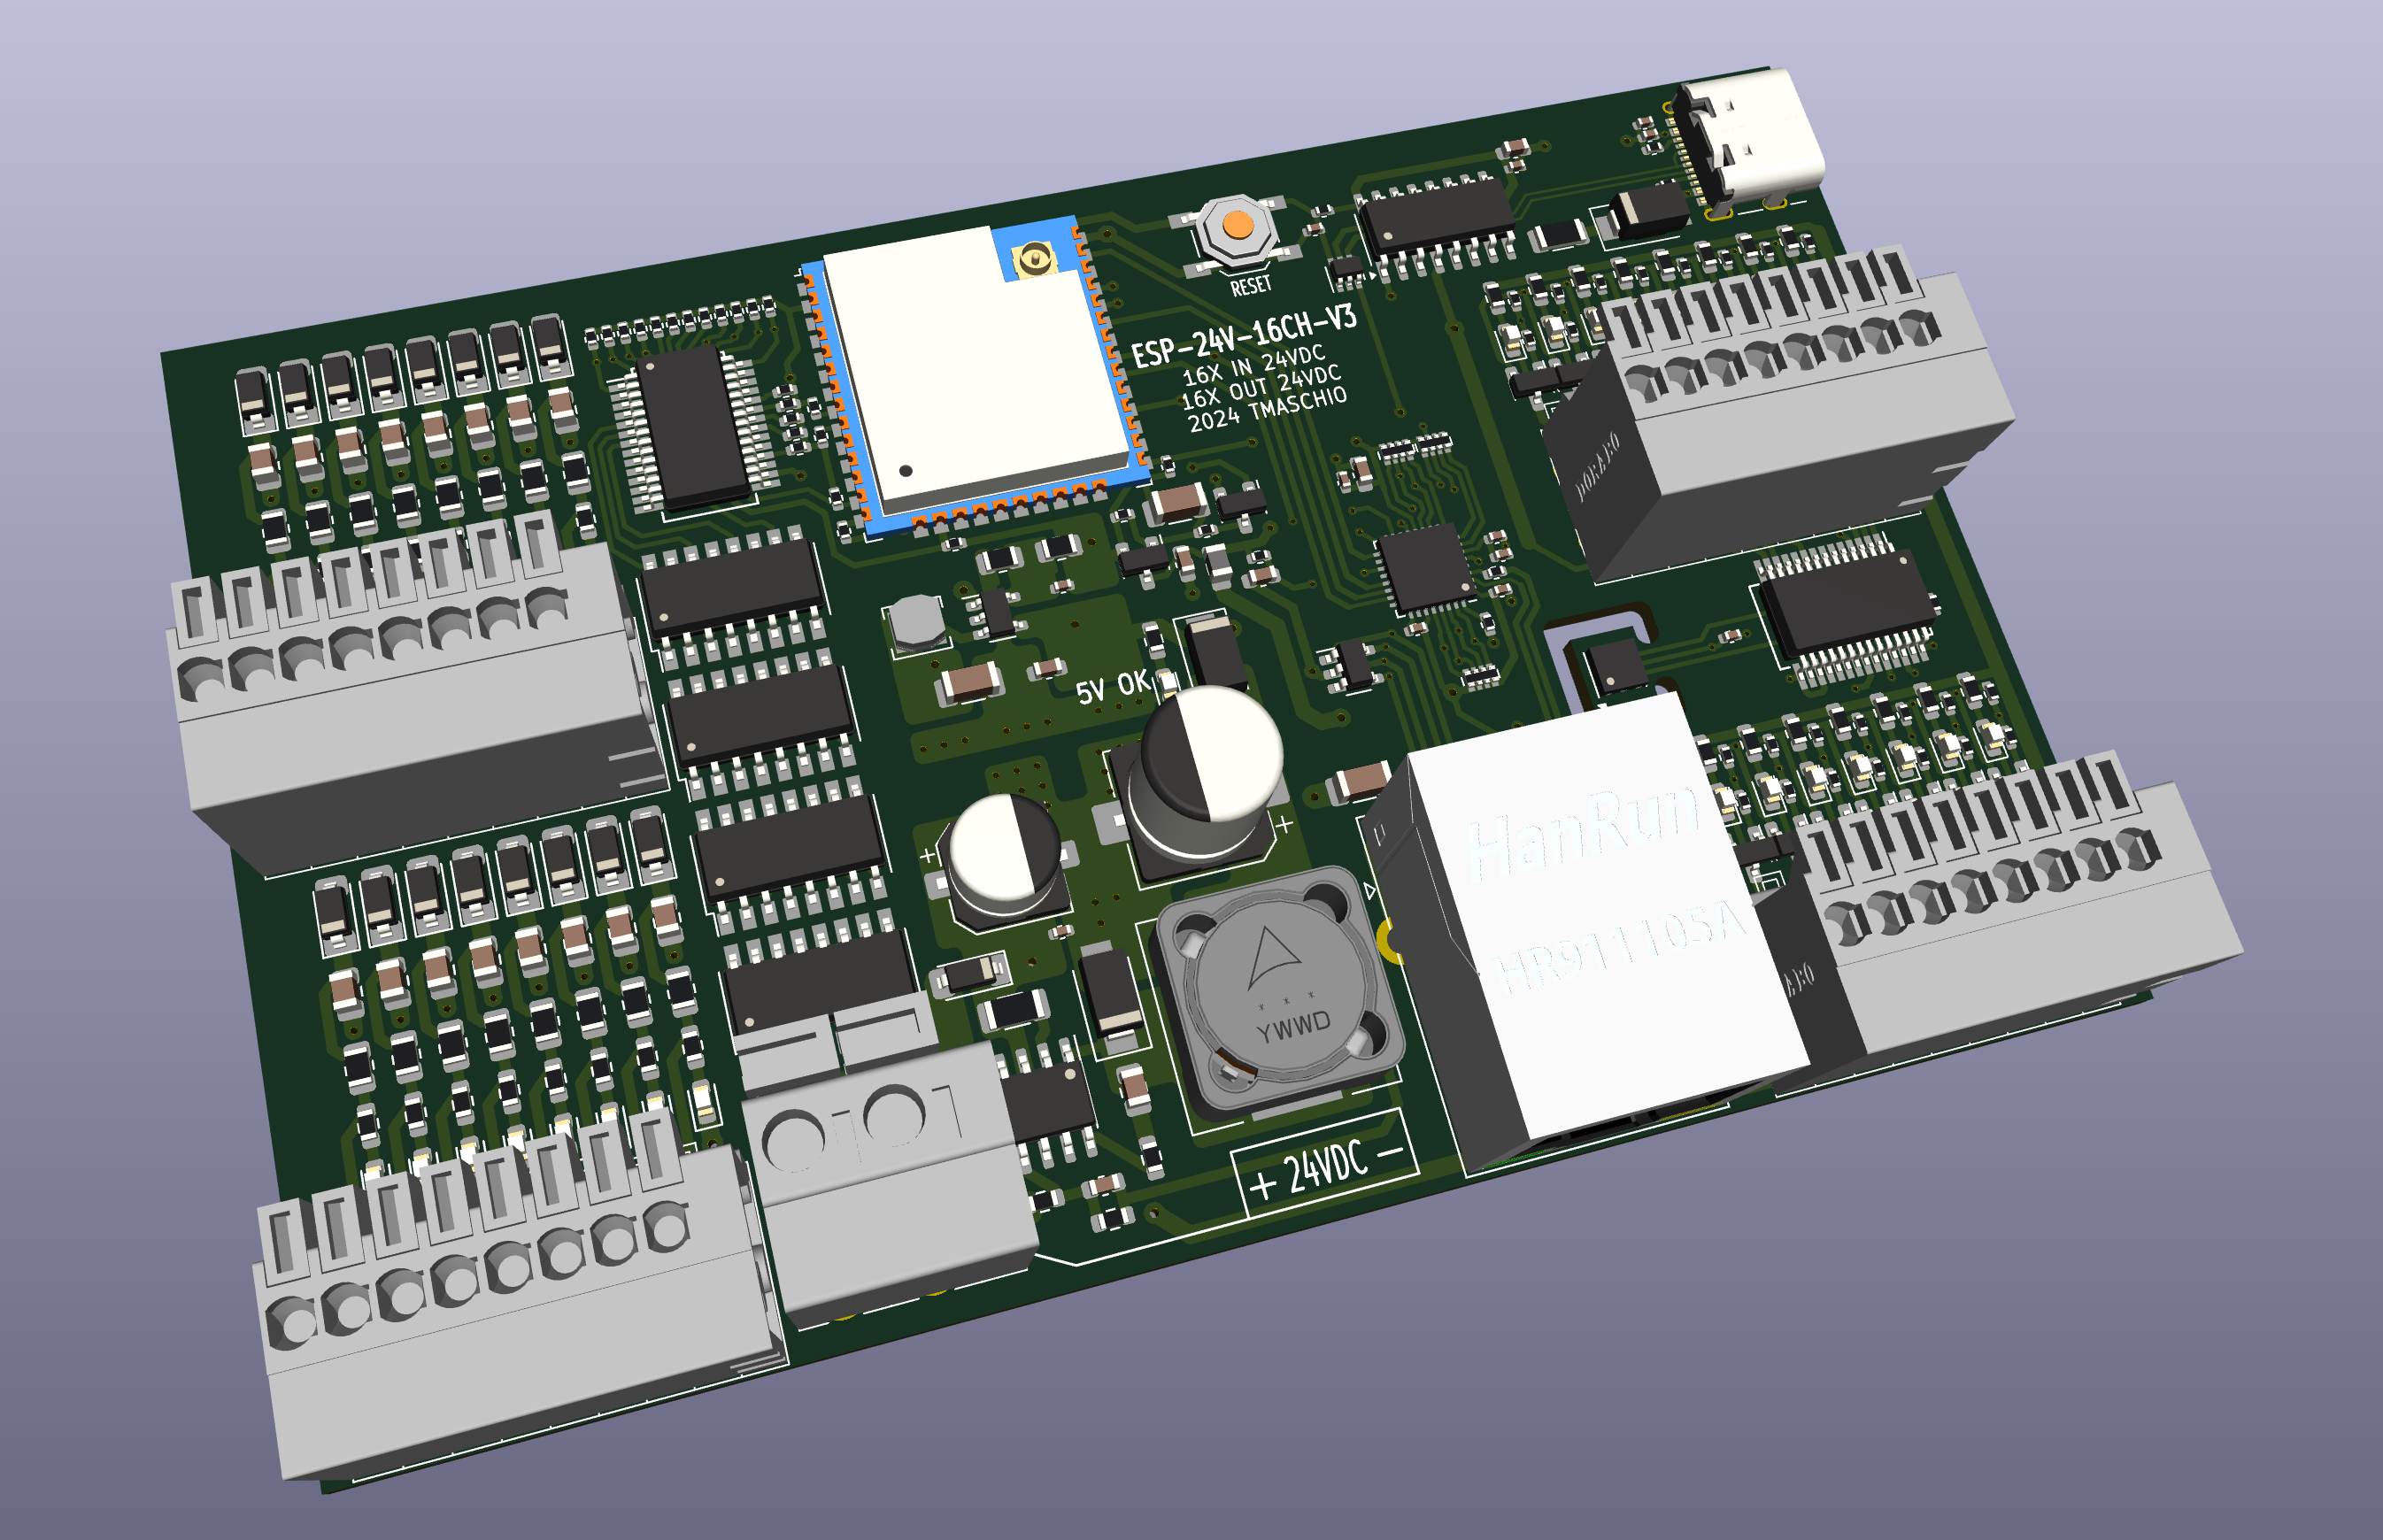 RESET
ESP-24V-16CH-V3
16X IN 24VDC
16X OUT 24VDC
2024 TMASCHIO
5V OK
+
+
HanRun
HR911105A
YWWD
+ 24VDC -